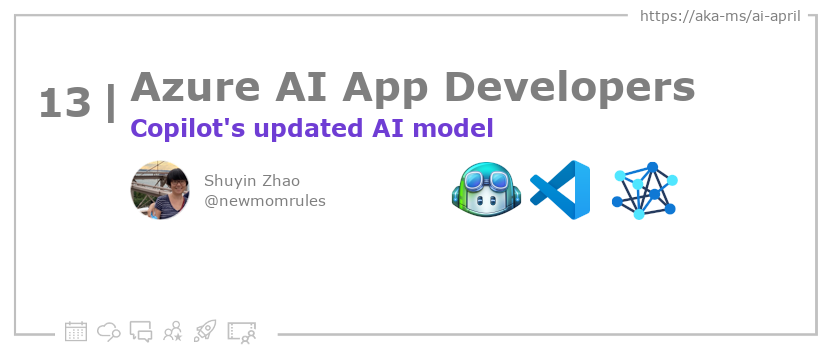 https://aka-ms/ai-april
13 | Azure AI App Developers
Copilot's updated AI model
Shuyin Zhao
@newmomrules